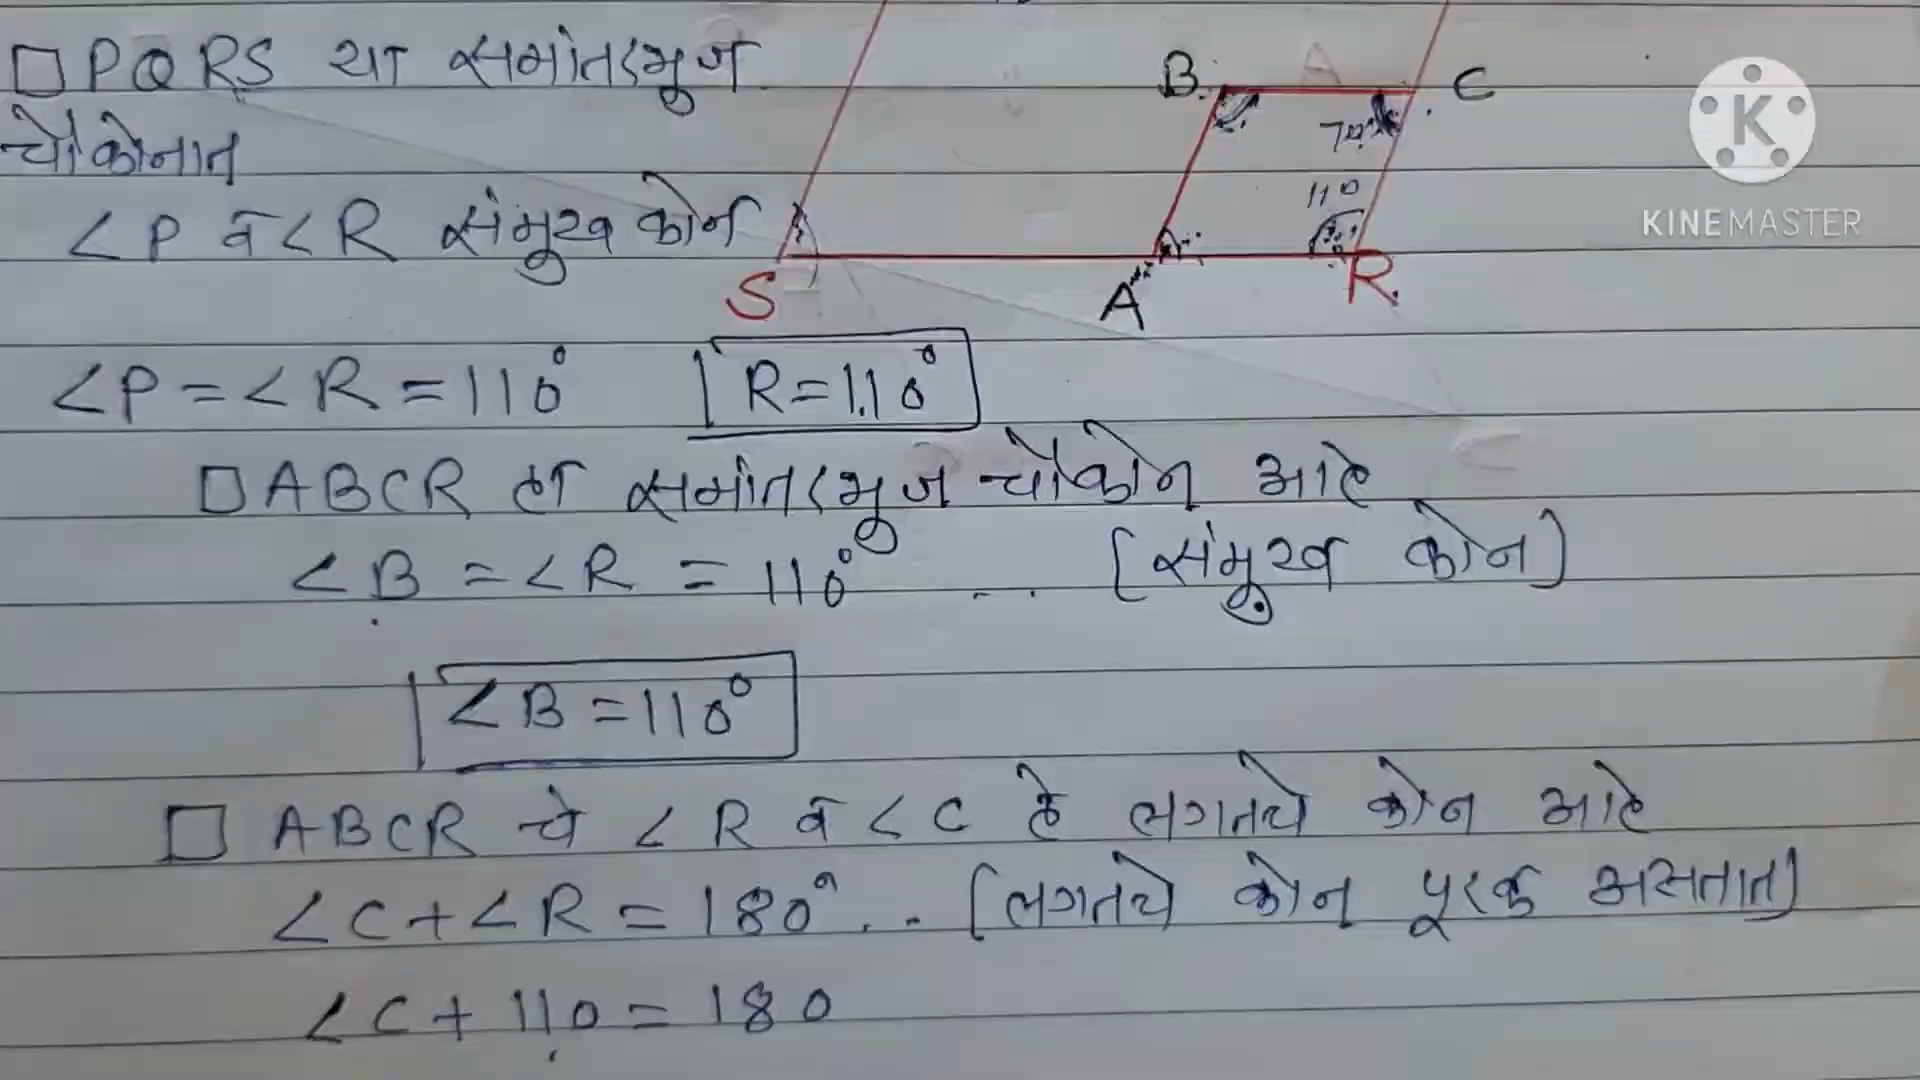 □PQRS या समांतरभुज
चौकोनात
∠P व ∠R संमुख कोन
B C
70°
110
S A R
K
KINEMASTER
∠P = ∠R = 110° R = 110°
□ABCR हा समांतरभुज चौकोन आहे
∠B = ∠R = 110° .. [संमुख कोन]
∠B = 110°
□ ABCR चे ∠R व ∠C हे लगतचे कोन आहे
∠C + ∠R = 180° .. [लगतचे कोन पूरक असतात]
∠C + 110 = 180